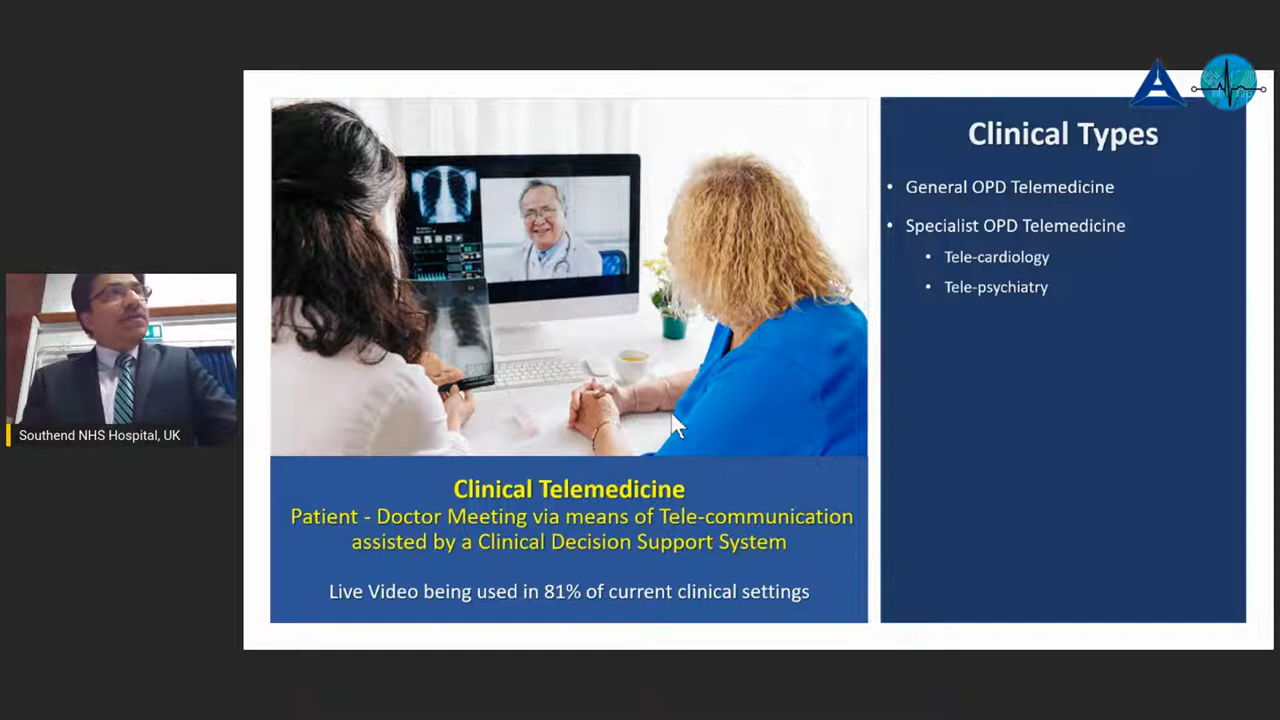 Clinical Types
• General OPD Telemedicine
• Specialist OPD Telemedicine
• Tele-cardiology
• Tele-psychiatry
Southend NHS Hospital, UK
Clinical Telemedicine
Patient - Doctor Meeting via means of Tele-communication
assisted by a Clinical Decision Support System
Live Video being used in 81% of current clinical settings